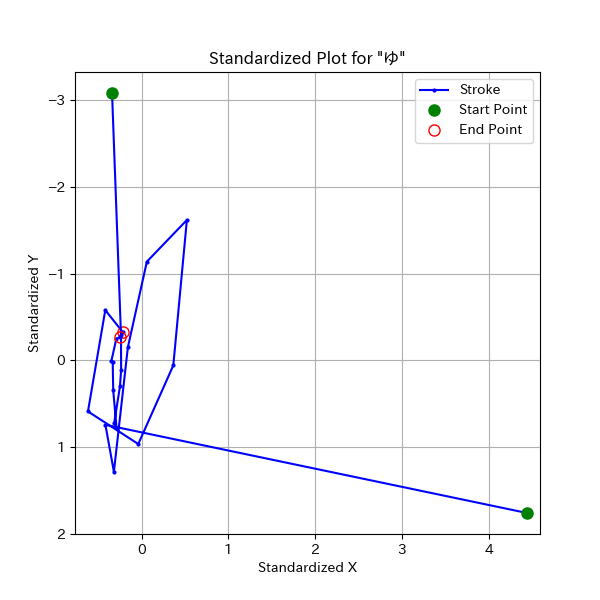 Standardized Plot for "ゆ"
Stroke
Start Point
End Point
−3
−2
−1
0
1
2
Standardized Y
0 1 2 3 4
Standardized X